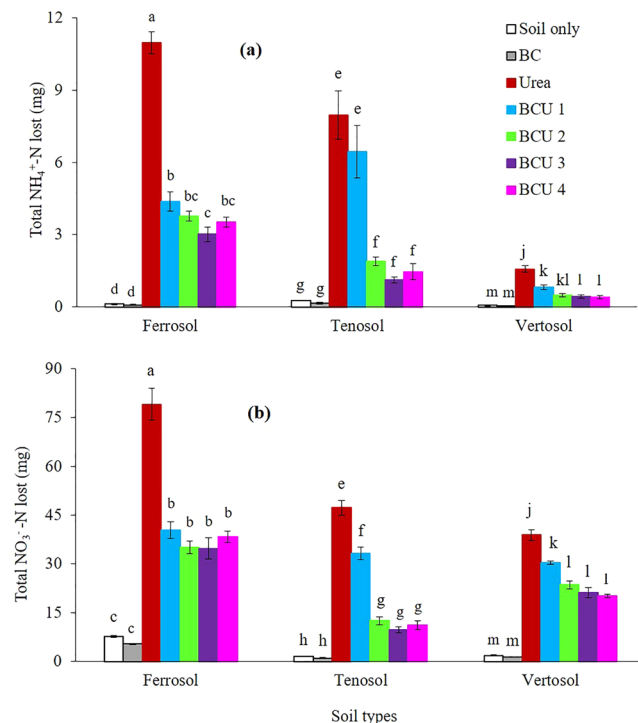 (a)
Soil only
BC
Urea
BCU 1
BCU 2
BCU 3
BCU 4
Total NH₄⁺-N lost (mg)
12
9
6
3
0
d d a b bc c bc
g g e e f f f
m m j k kl l l
Ferrosol Tenosol Vertosol
(b)
Total NO₃⁻-N lost (mg)
90
75
60
45
30
15
0
c c a b b b b
h h e f g g g
m m j k l l l
Ferrosol Tenosol Vertosol
Soil types